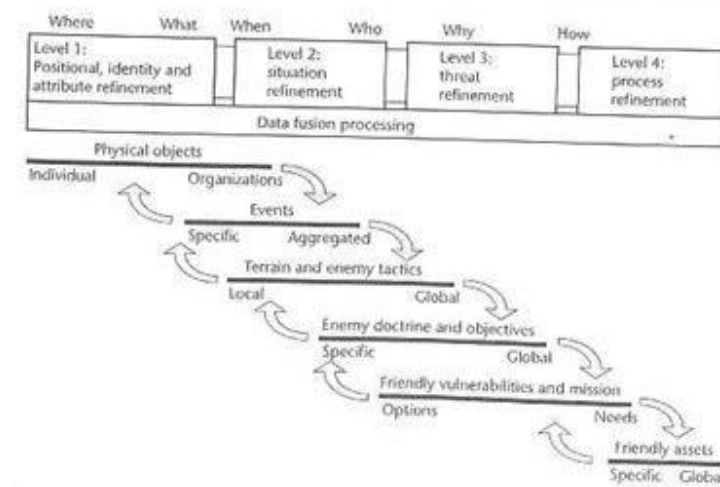 Where What When Who Why How
Level 1:
Positional, identity and
attribute refinement
Level 2:
situation
refinement
Level 3:
threat
refinement
Level 4:
process
refinement
Data fusion processing
Physical objects
Individual Organizations
Events
Specific Aggregated
Terrain and enemy tactics
Local Global
Enemy doctrine and objectives
Specific Global
Friendly vulnerabilities and mission
Options Needs
Friendly assets
Specific Global